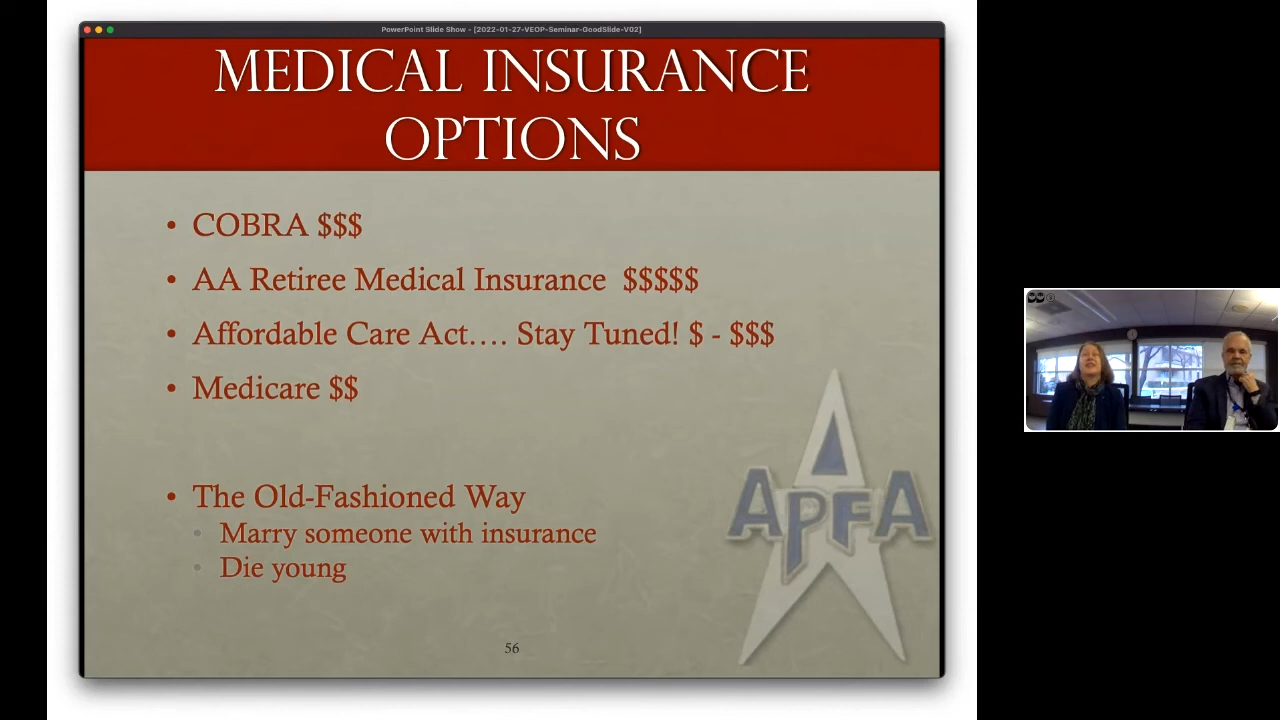 PowerPoint Slide Show - [2022-01-27-VEOP-Seminar-GoodSlide-V02]
MEDICAL INSURANCE
OPTIONS
• COBRA $$$
• AA Retiree Medical Insurance $$$$$
• Affordable Care Act…. Stay Tuned! $ - $$$
• Medicare $$
• The Old-Fashioned Way
• Marry someone with insurance
• Die young
APFA
56